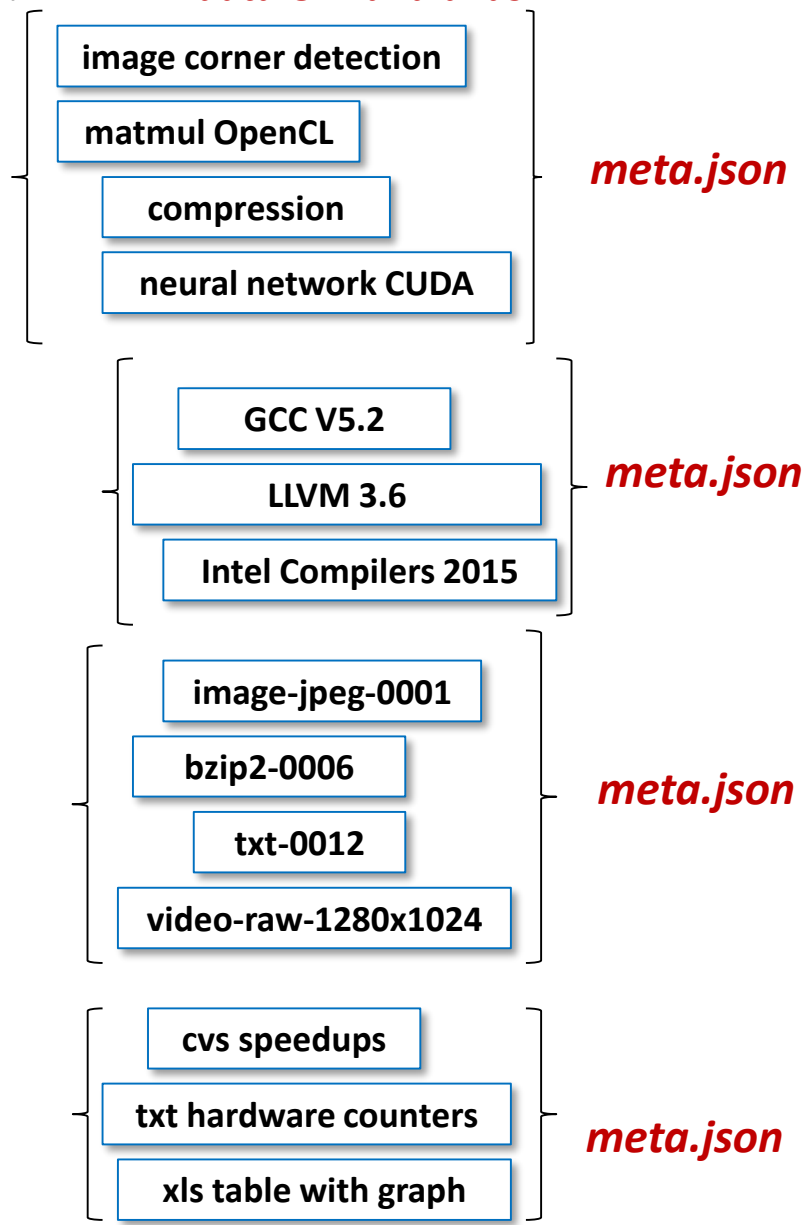 image corner detection
matmul OpenCL
meta.json
compression
neural network CUDA
GCC V5.2
meta.json
LLVM 3.6
Intel Compilers 2015
image-jpeg-0001
bzip2-0006
meta.json
txt-0012
video-raw-1280x1024
cvs speedups
txt hardware counters
meta.json
xls table with graph